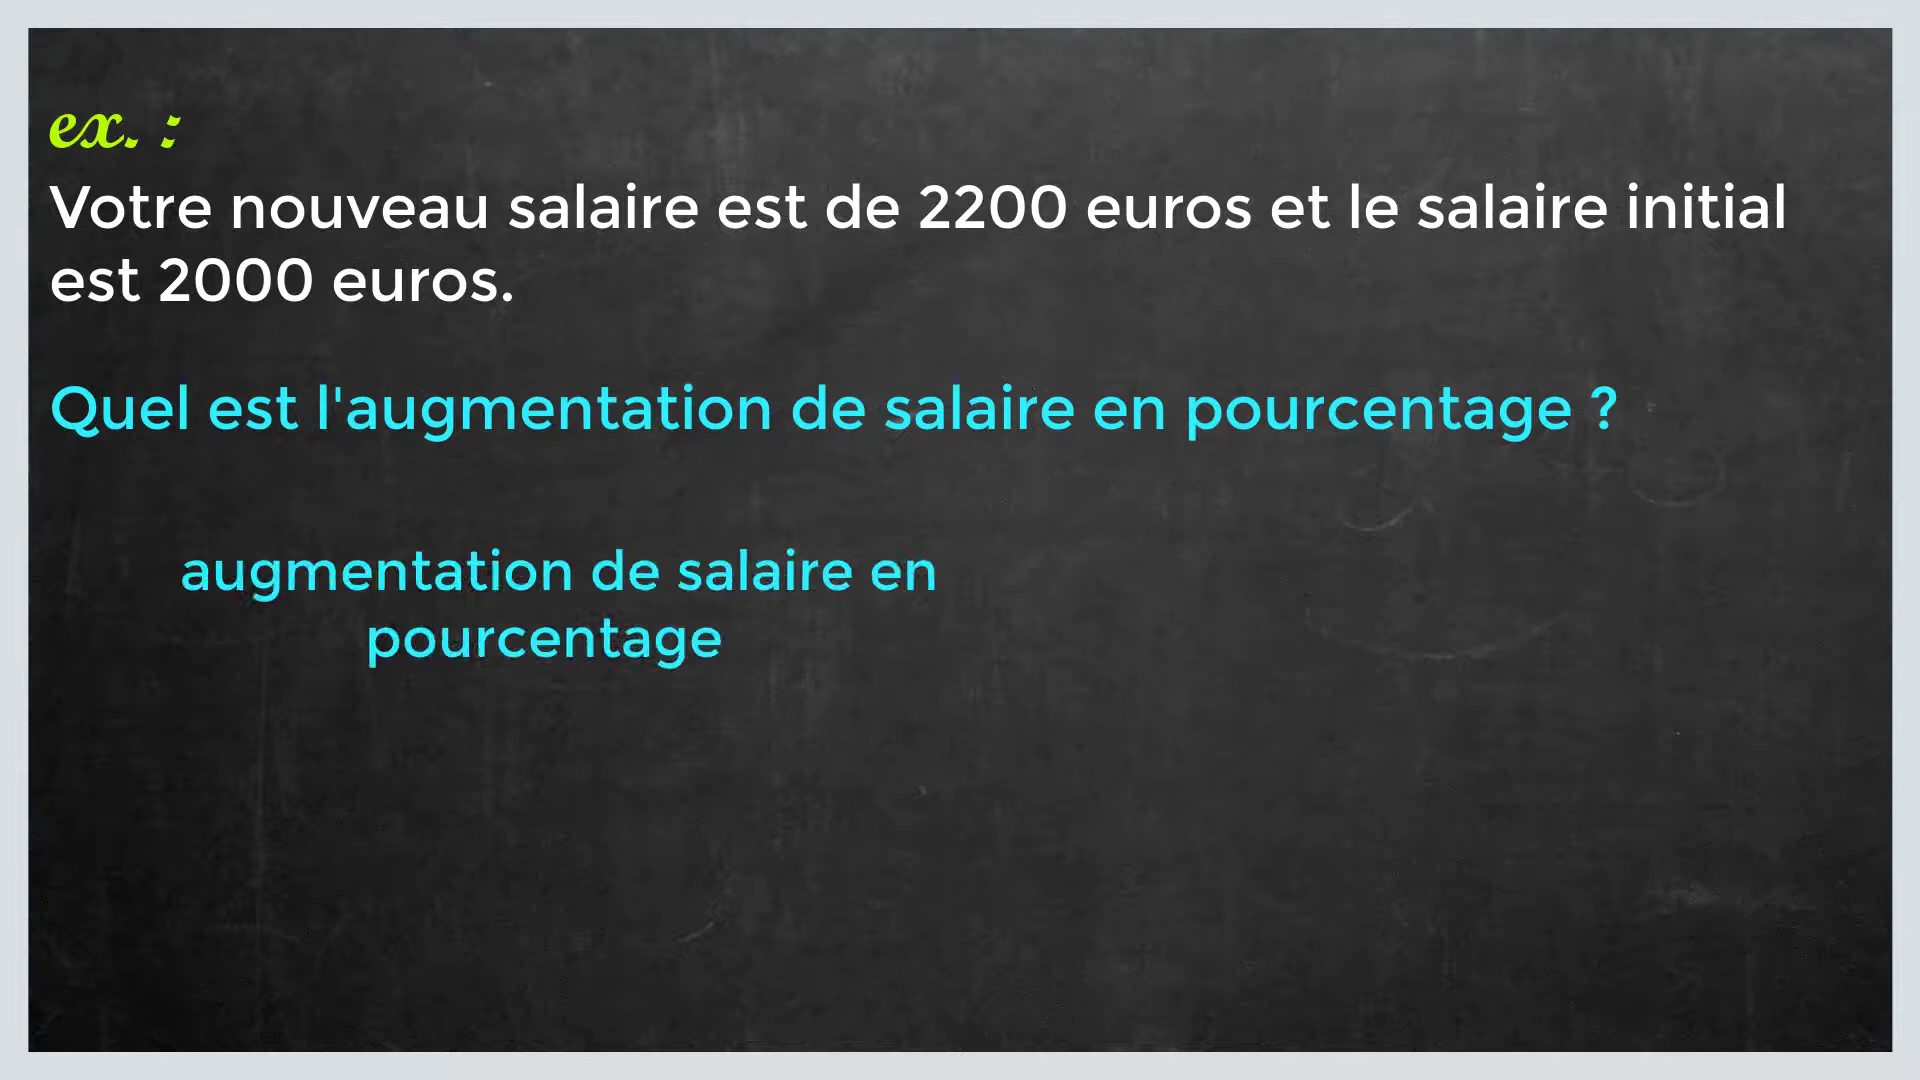 ex. :
Votre nouveau salaire est de 2200 euros et le salaire initial
est 2000 euros.
Quel est l'augmentation de salaire en pourcentage ?
augmentation de salaire en
pourcentage